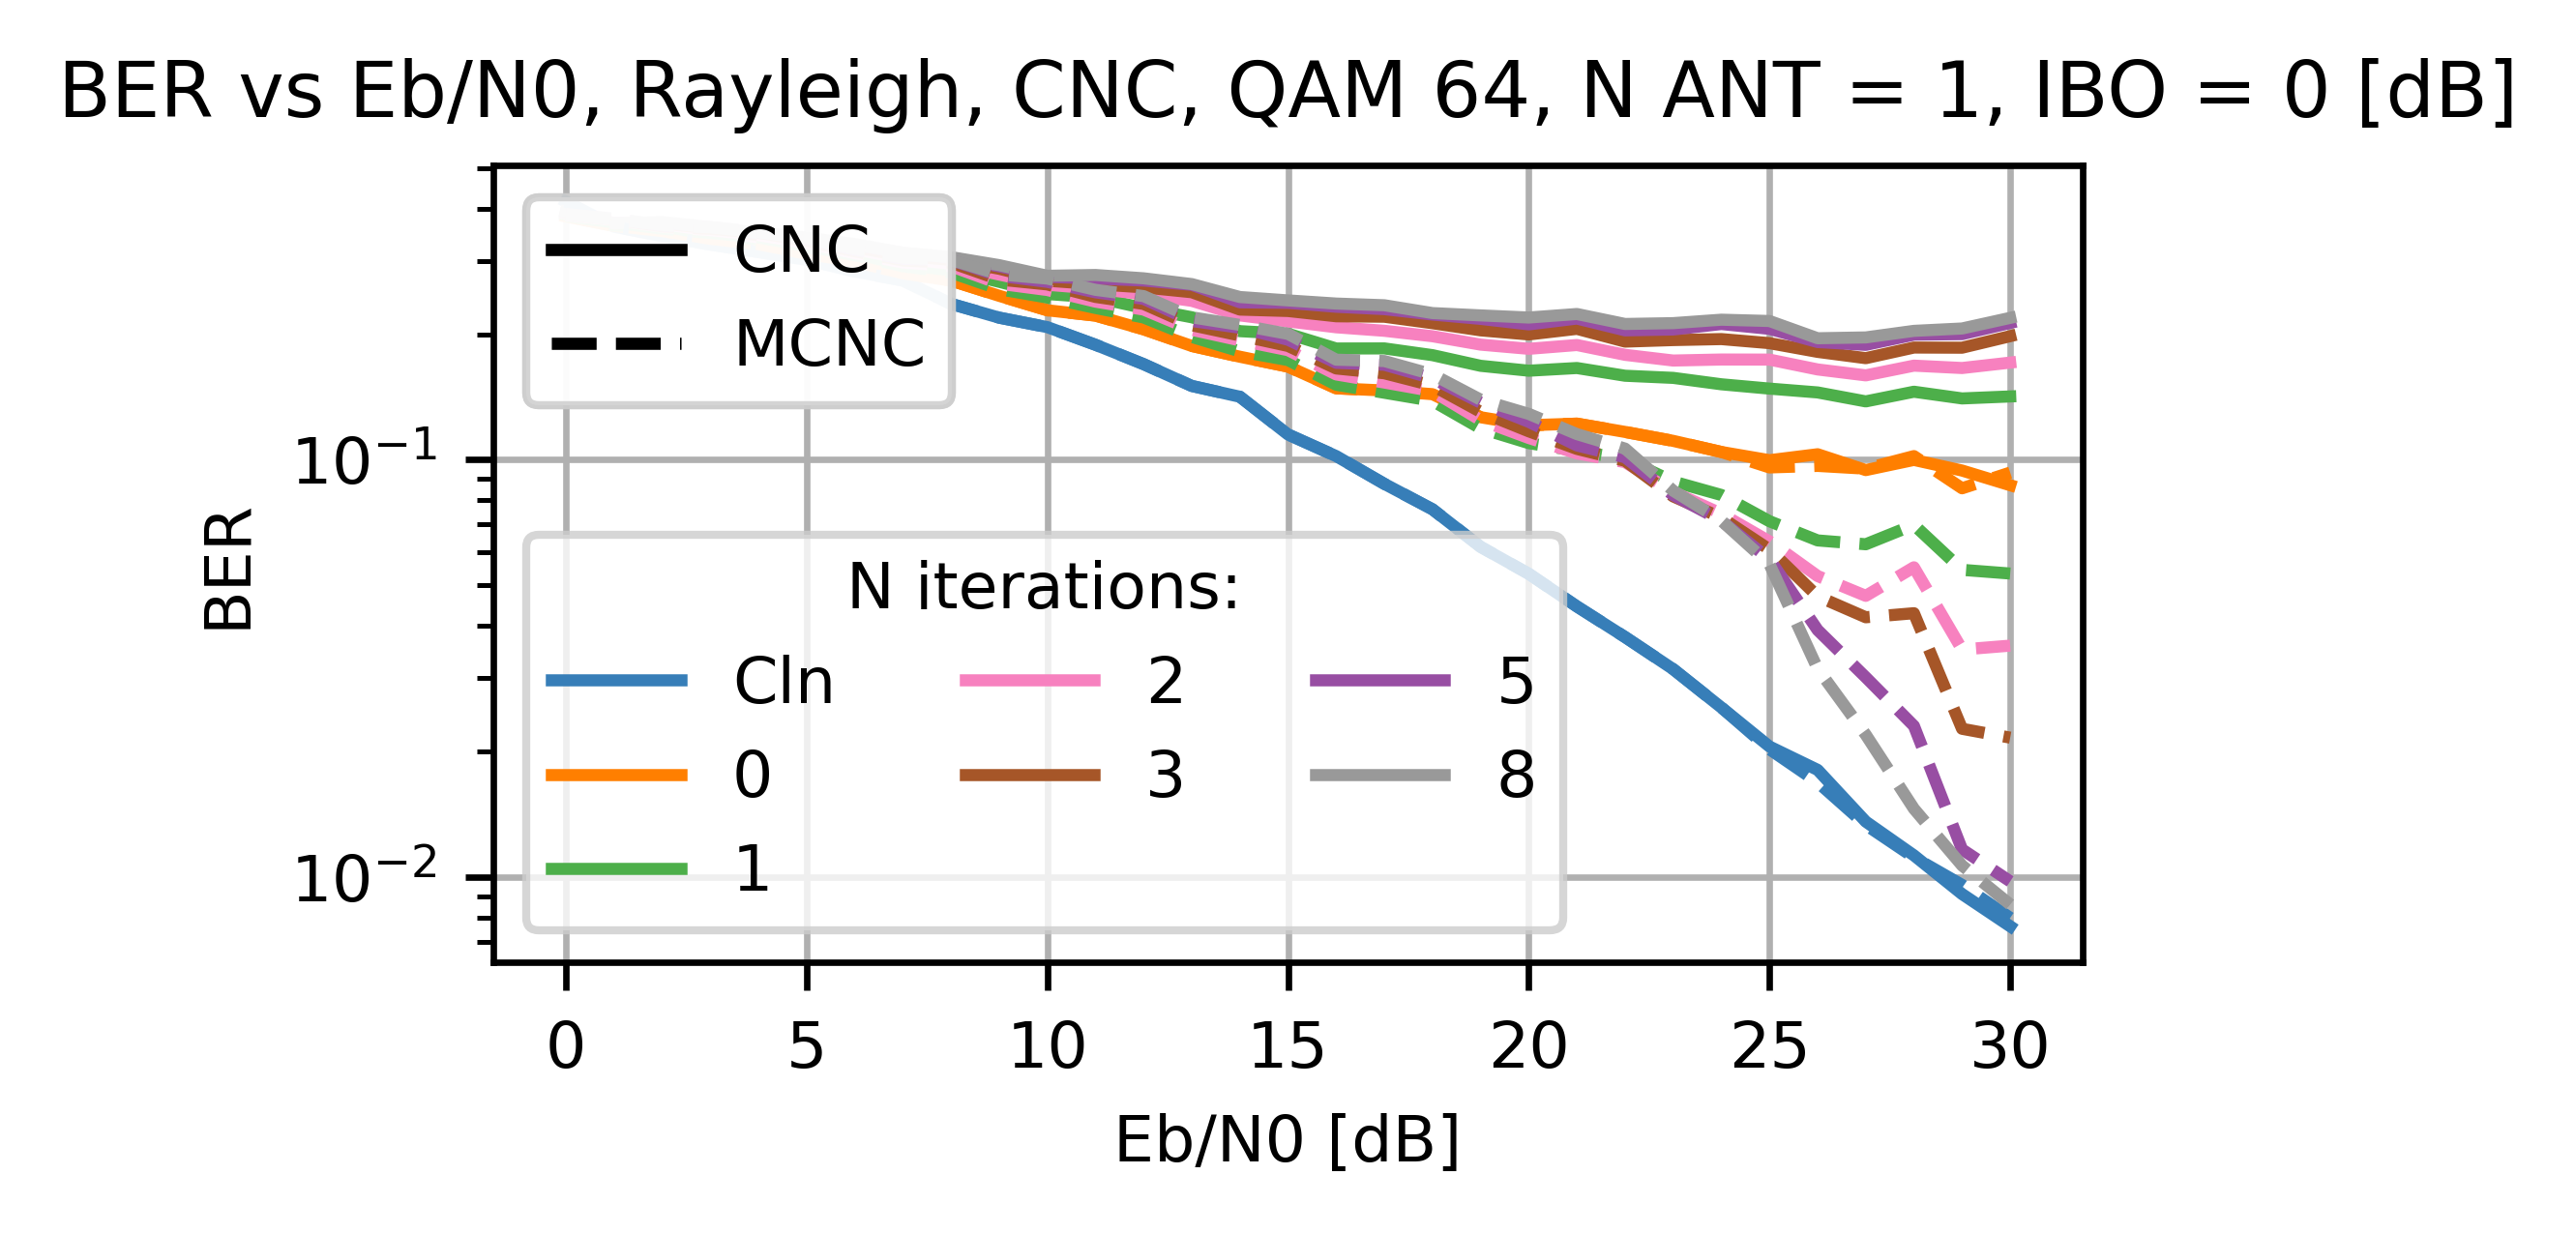 BER vs Eb/N0, Rayleigh, CNC, QAM 64, N ANT = 1, IBO = 0 [dB]
CNC
MCNC
10⁻¹
10⁻²
BER
N iterations:
Cln
0
1
2
3
5
8
0 5 10 15 20 25 30
Eb/N0 [dB]